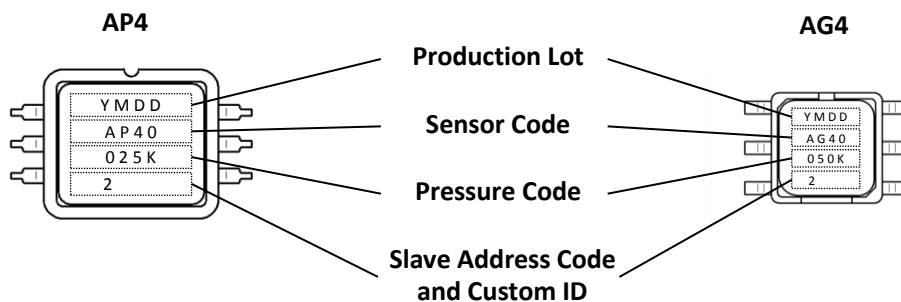 AP4
YMDD
AP40
025K
2
Production Lot
Sensor Code
Pressure Code
Slave Address Code
and Custom ID
AG4
YMDD
AG40
050K
2